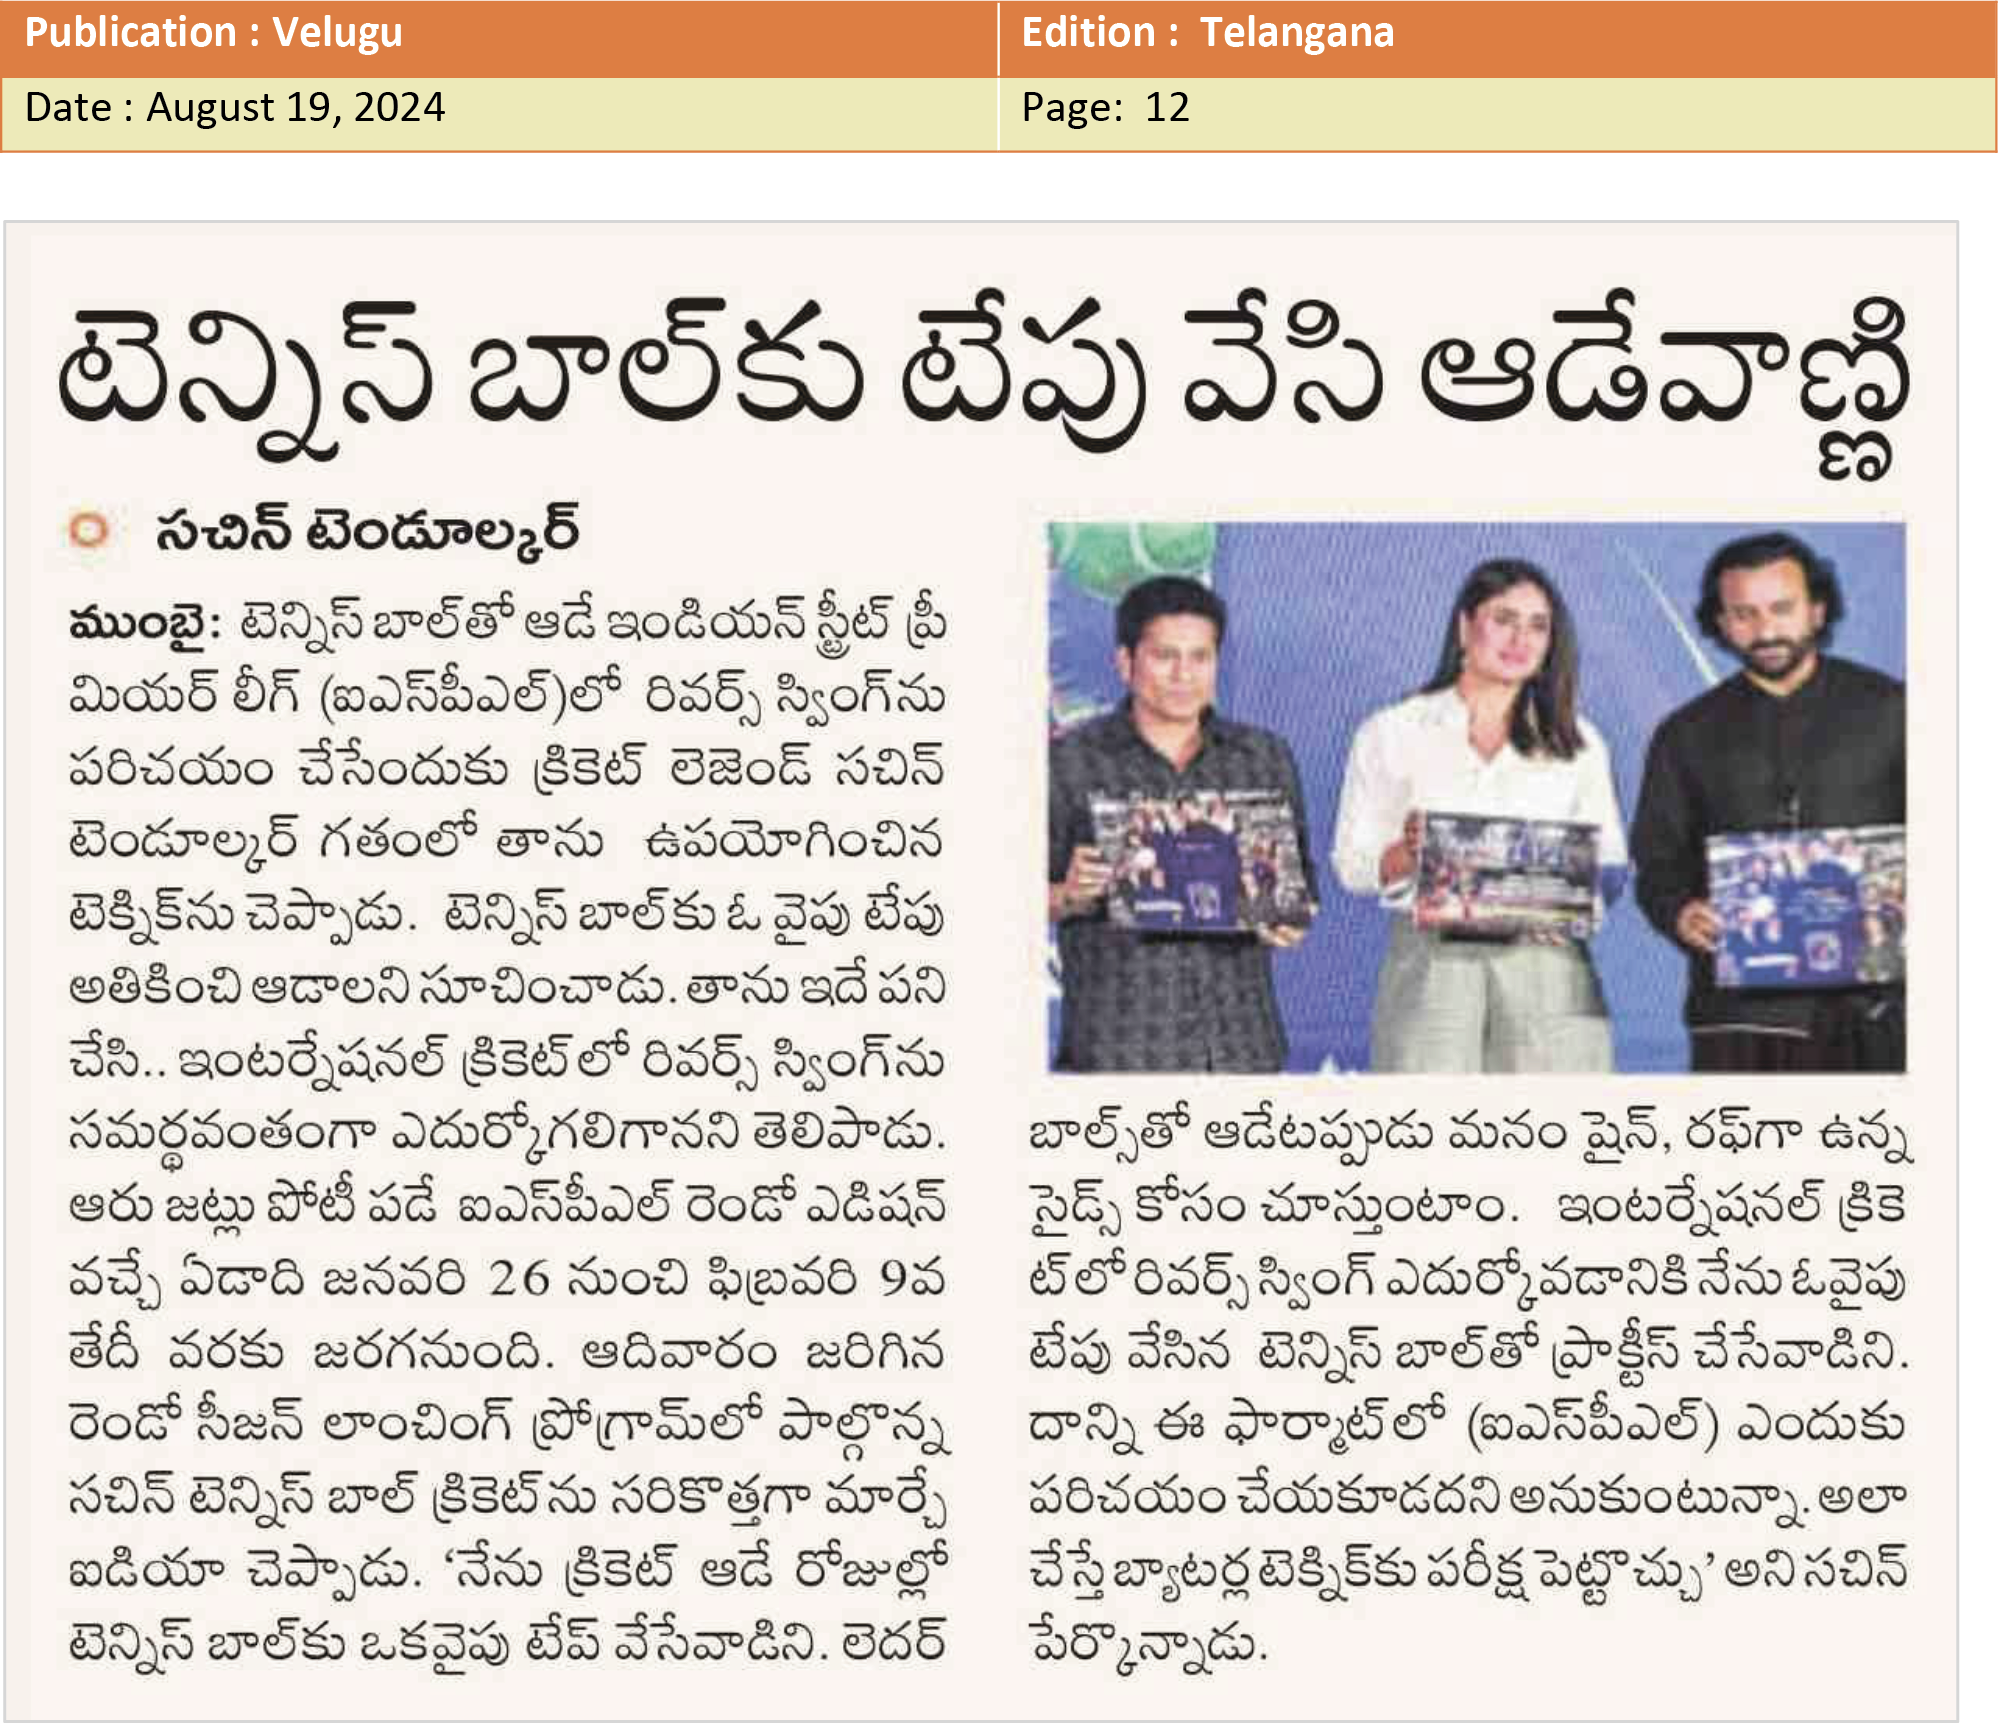 Publication : Velugu
Edition : Telangana
Date : August 19, 2024
Page: 12
టెన్నిస్ బాల్‌కు టేపు వేసి ఆడేవాణ్ణి
సచిన్ టెండూల్కర్
ముంబై: టెన్నిస్ బాల్‌తో ఆడే ఇండియన్ స్ట్రీట్ ప్రీ
మియర్ లీగ్ (ఐఎస్‌పీఎల్)లో రివర్స్ స్వింగ్‌ను
పరిచయం చేసేందుకు క్రికెట్ లెజెండ్ సచిన్
టెండూల్కర్ గతంలో తాను ఉపయోగించిన
టెక్నిక్‌ను చెప్పాడు. టెన్నిస్ బాల్‌కు ఓ వైపు టేపు
అతికించి ఆడాలని సూచించాడు. తాను ఇదే పని
చేసి.. ఇంటర్నేషనల్ క్రికెట్‌లో రివర్స్ స్వింగ్‌ను
సమర్థవంతంగా ఎదుర్కోగలిగానని తెలిపాడు.
ఆరు జట్లు పోటీ పడే ఐఎస్‌పీఎల్ రెండో ఎడిషన్
వచ్చే ఏడాది జనవరి 26 నుంచి ఫిబ్రవరి 9వ
తేదీ వరకు జరగనుంది. ఆదివారం జరిగిన
రెండో సీజన్ లాంచింగ్ ప్రోగ్రామ్‌లో పాల్గొన్న
సచిన్ టెన్నిస్ బాల్ క్రికెట్‌ను సరికొత్తగా మార్చే
ఐడియా చెప్పాడు. ‘నేను క్రికెట్ ఆడే రోజుల్లో
టెన్నిస్ బాల్‌కు ఒకవైపు టేప్ వేసేవాడిని. లెదర్
బాల్స్‌తో ఆడేటప్పుడు మనం షైన్, రఫ్‌గా ఉన్న
సైడ్స్ కోసం చూస్తుంటాం. ఇంటర్నేషనల్ క్రికె
ట్‌లో రివర్స్ స్వింగ్ ఎదుర్కోవడానికి నేను ఓవైపు
టేపు వేసిన టెన్నిస్ బాల్‌తో ప్రాక్టీస్ చేసేవాడిని.
దాన్ని ఈ ఫార్మాట్‌లో (ఐఎస్‌పీఎల్) ఎందుకు
పరిచయం చేయకూడదని అనుకుంటున్నా. అలా
చేస్తే బ్యాటర్ల టెక్నిక్‌కు పరీక్ష పెట్టొచ్చు’ అని సచిన్
పేర్కొన్నాడు.